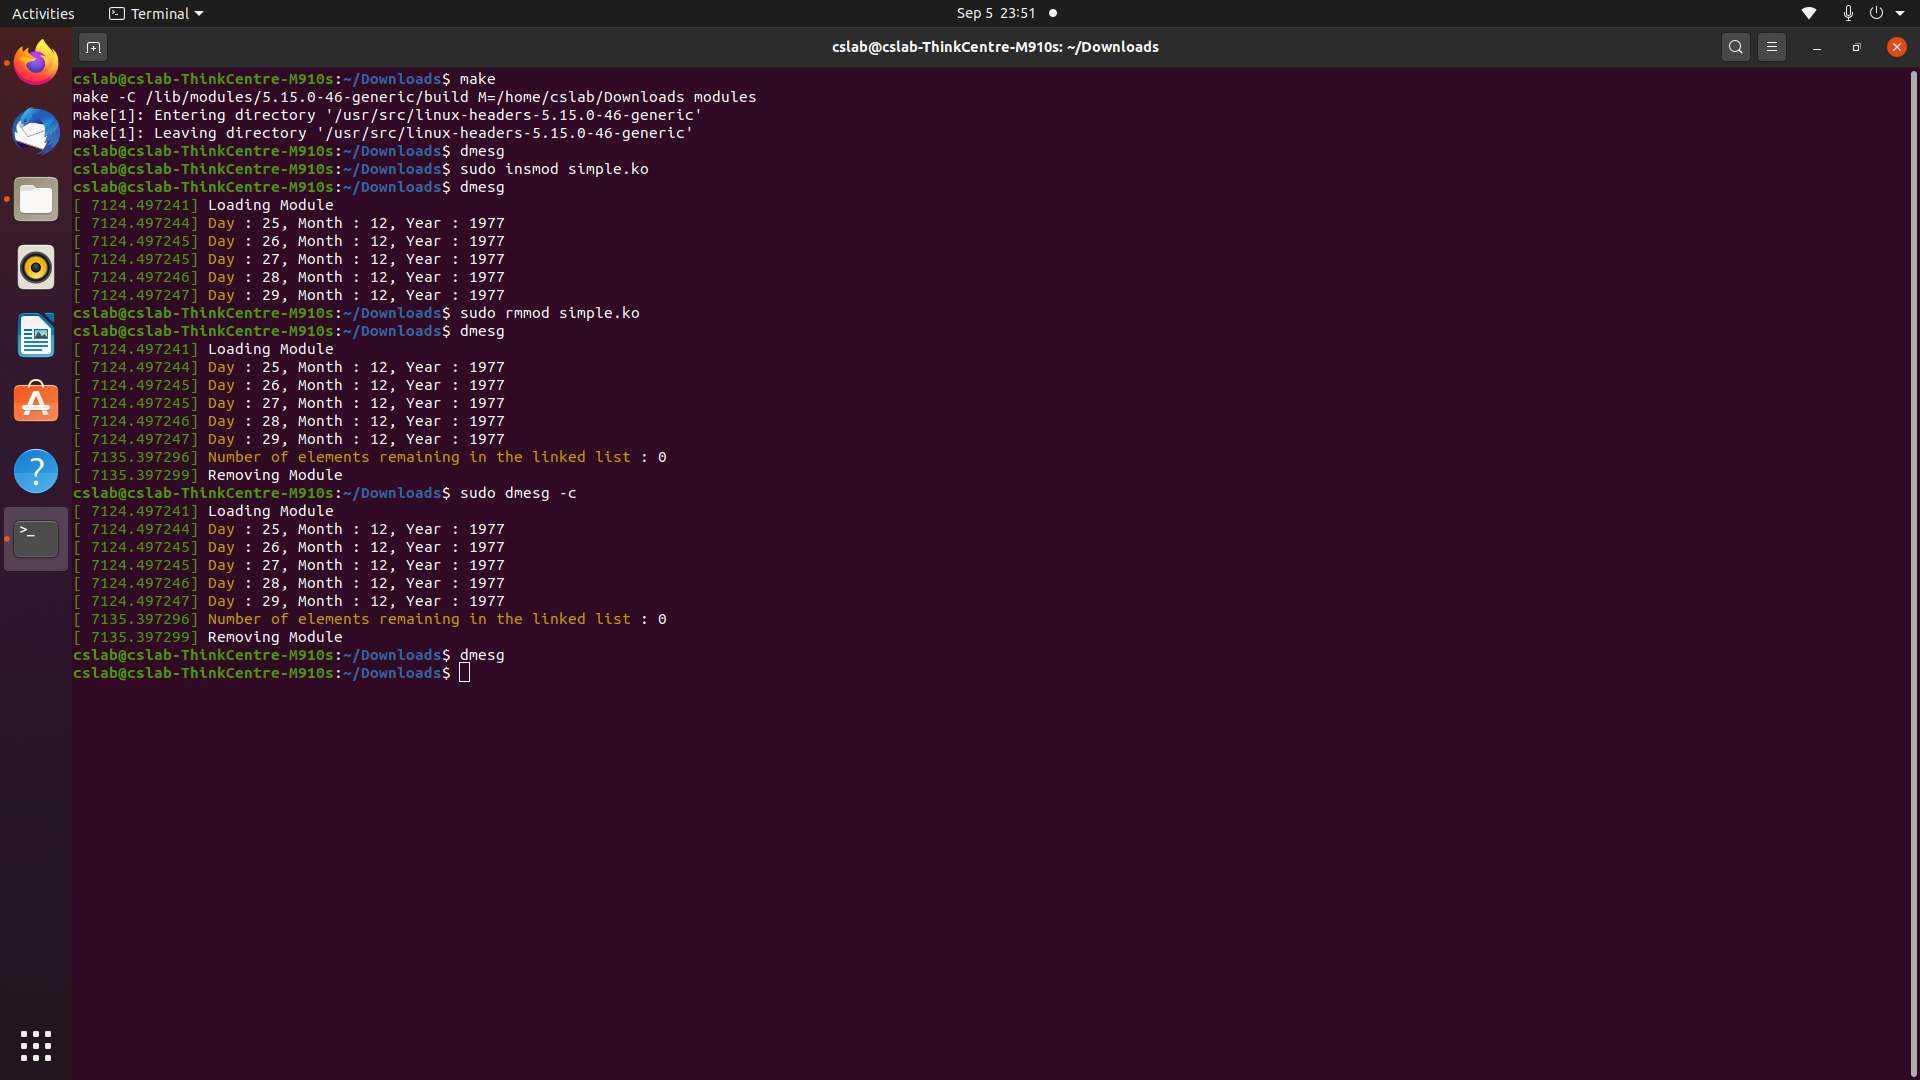 Activities Terminal Sep 5 23:51
cslab@cslab-ThinkCentre-M910s: ~/Downloads
cslab@cslab-ThinkCentre-M910s:~/Downloads$ make
make -C /lib/modules/5.15.0-46-generic/build M=/home/cslab/Downloads modules
make[1]: Entering directory '/usr/src/linux-headers-5.15.0-46-generic'
make[1]: Leaving directory '/usr/src/linux-headers-5.15.0-46-generic'
cslab@cslab-ThinkCentre-M910s:~/Downloads$ dmesg
cslab@cslab-ThinkCentre-M910s:~/Downloads$ sudo insmod simple.ko
cslab@cslab-ThinkCentre-M910s:~/Downloads$ dmesg
[ 7124.497241] Loading Module
[ 7124.497244] Day : 25, Month : 12, Year : 1977
[ 7124.497245] Day : 26, Month : 12, Year : 1977
[ 7124.497245] Day : 27, Month : 12, Year : 1977
[ 7124.497246] Day : 28, Month : 12, Year : 1977
[ 7124.497247] Day : 29, Month : 12, Year : 1977
cslab@cslab-ThinkCentre-M910s:~/Downloads$ sudo rmmod simple.ko
cslab@cslab-ThinkCentre-M910s:~/Downloads$ dmesg
[ 7124.497241] Loading Module
[ 7124.497244] Day : 25, Month : 12, Year : 1977
[ 7124.497245] Day : 26, Month : 12, Year : 1977
[ 7124.497245] Day : 27, Month : 12, Year : 1977
[ 7124.497246] Day : 28, Month : 12, Year : 1977
[ 7124.497247] Day : 29, Month : 12, Year : 1977
[ 7135.397296] Number of elements remaining in the linked list : 0
[ 7135.397299] Removing Module
cslab@cslab-ThinkCentre-M910s:~/Downloads$ sudo dmesg -c
[ 7124.497241] Loading Module
[ 7124.497244] Day : 25, Month : 12, Year : 1977
[ 7124.497245] Day : 26, Month : 12, Year : 1977
[ 7124.497245] Day : 27, Month : 12, Year : 1977
[ 7124.497246] Day : 28, Month : 12, Year : 1977
[ 7124.497247] Day : 29, Month : 12, Year : 1977
[ 7135.397296] Number of elements remaining in the linked list : 0
[ 7135.397299] Removing Module
cslab@cslab-ThinkCentre-M910s:~/Downloads$ dmesg
cslab@cslab-ThinkCentre-M910s:~/Downloads$